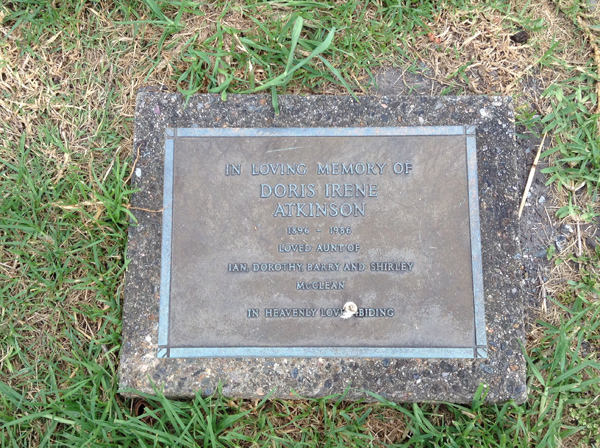 IN LOVING MEMORY OF
DORIS IRENE
ATKINSON
1896 - 1986
LOVED AUNT OF
IAN, DOROTHY, BARRY AND SHIRLEY
MCCLEAN
IN HEAVENLY LOVE ABIDING